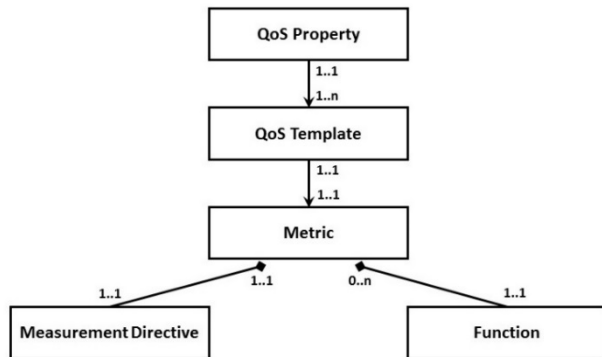 QoS Property
1..1
1..n
QoS Template
1..1
1..1
Metric
1..1
1..1
0..n
1..1
Measurement Directive
Function